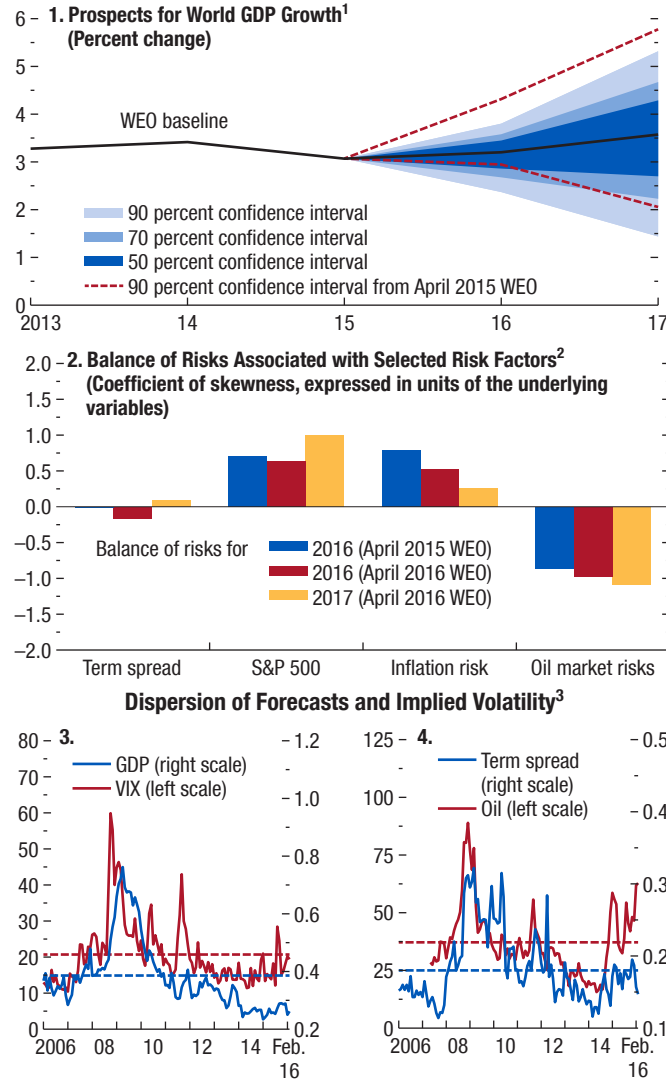 1. Prospects for World GDP Growth¹
(Percent change)
6
5
4
3
2
1
0
WEO baseline
90 percent confidence interval
70 percent confidence interval
50 percent confidence interval
90 percent confidence interval from April 2015 WEO
2013 14 15 16 17
2. Balance of Risks Associated with Selected Risk Factors²
(Coefficient of skewness, expressed in units of the underlying
variables)
2.0
1.5
1.0
0.5
0.0
−0.5
−1.0
−1.5
−2.0
Balance of risks for
2016 (April 2015 WEO)
2016 (April 2016 WEO)
2017 (April 2016 WEO)
Term spread S&P 500 Inflation risk Oil market risks
Dispersion of Forecasts and Implied Volatility³
3.
GDP (right scale)
VIX (left scale)
80
70
60
50
40
30
20
10
0
1.2
1.0
0.8
0.6
0.4
0.2
2006 08 10 12 14 Feb.
16
4.
Term spread
(right scale)
Oil (left scale)
125
100
75
50
25
0
0.5
0.4
0.3
0.2
0.1
2006 08 10 12 14 Feb.
16